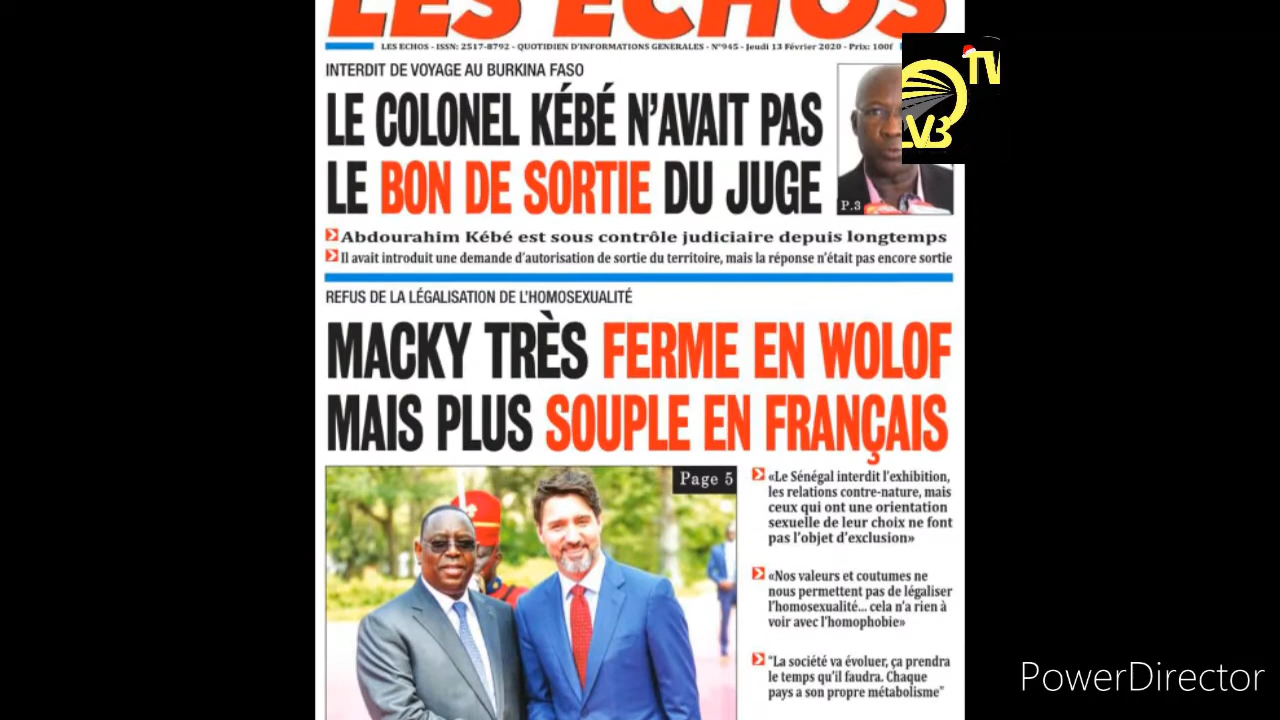 LES ECHOS
LES ECHOS - ISSN: 2517-8792 - QUOTIDIEN D'INFORMATIONS GENERALES - N°945 - Jeudi 13 Février 2020 - Prix: 100f
TV
LVB
INTERDIT DE VOYAGE AU BURKINA FASO
LE COLONEL KÉBÉ N'AVAIT PAS
LE BON DE SORTIE DU JUGE
P.3
Abdourahim Kébé est sous contrôle judiciaire depuis longtemps
Il avait introduit une demande d'autorisation de sortie du territoire, mais la réponse n'était pas encore sortie
REFUS DE LA LÉGALISATION DE L'HOMOSEXUALITÉ
MACKY TRÈS FERME EN WOLOF
MAIS PLUS SOUPLE EN FRANÇAIS
Page 5
«Le Sénégal interdit l'exhibition,
les relations contre-nature, mais
ceux qui ont une orientation
sexuelle de leur choix ne font
pas l'objet d'exclusion»
«Nos valeurs et coutumes ne
nous permettent pas de légaliser
l'homosexualité... cela n'a rien à
voir avec l'homophobie»
"La société va évoluer, ça prendra
le temps qu'il faudra. Chaque
pays a son propre métabolisme"
PowerDirector